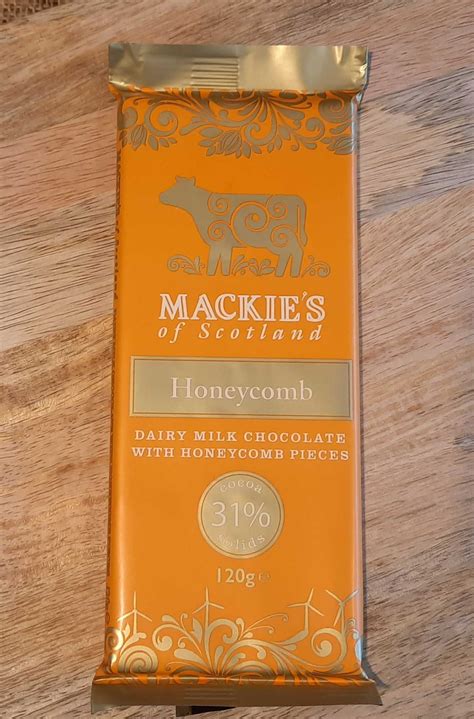 MACKIE'S
of Scotland
Honeycomb
DAIRY MILK CHOCOLATE
WITH HONEYCOMB PIECES
cocoa
31%
solids
120g℮